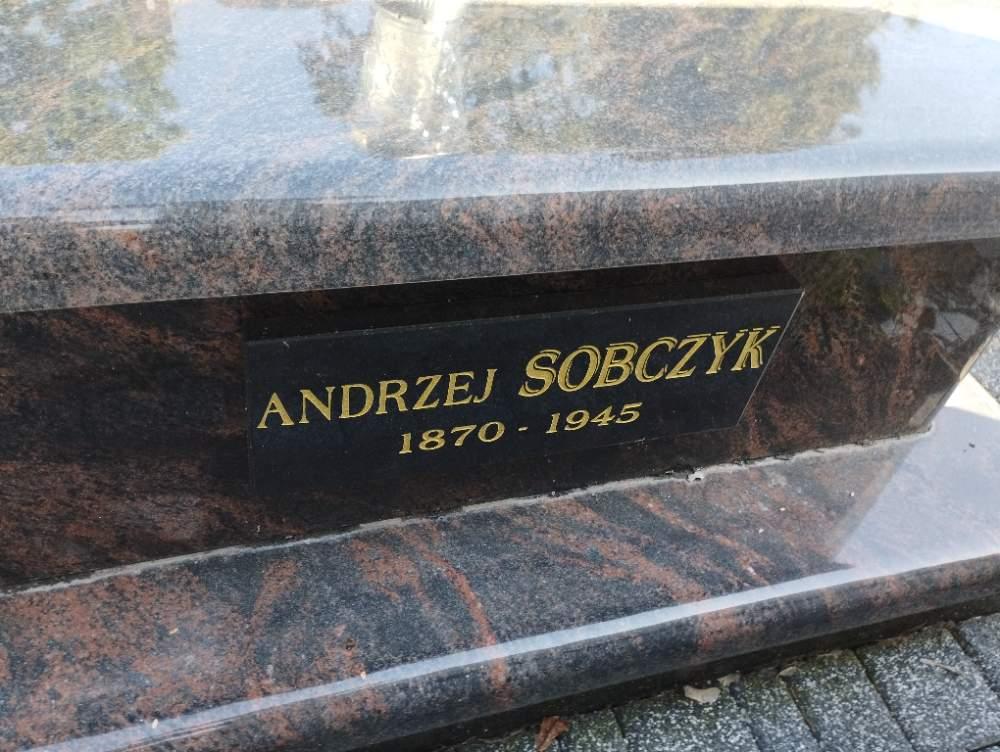 ANDRZEJ SOBCZYK
1870 - 1945